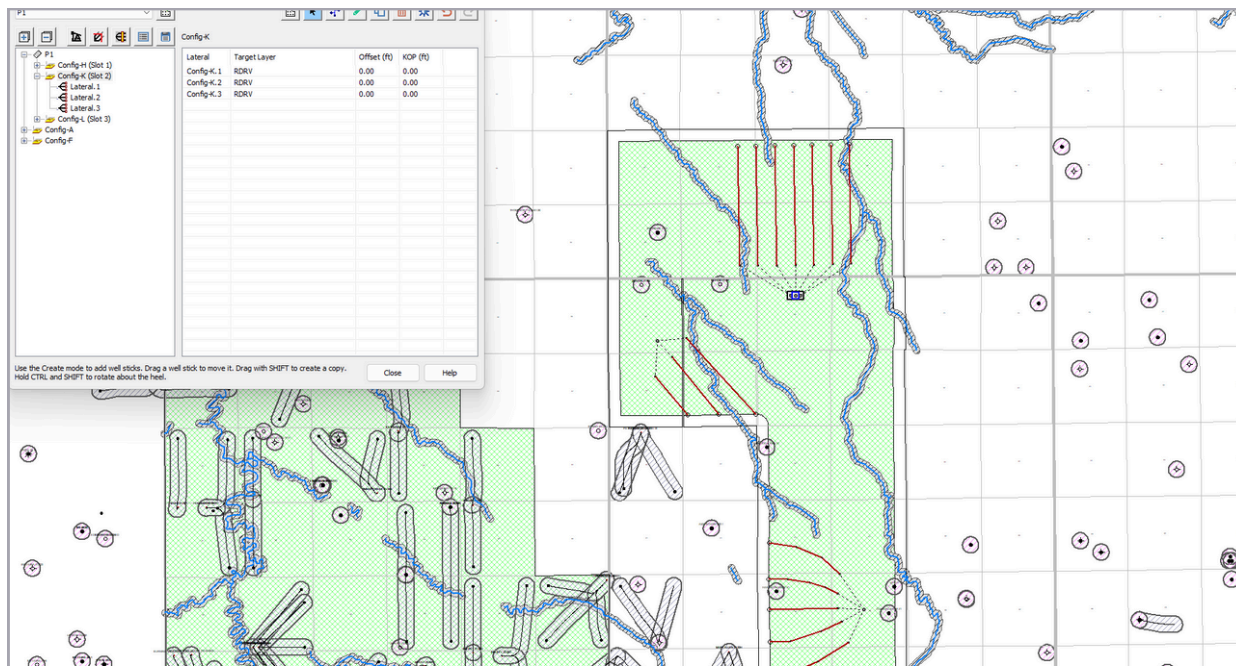 P1
Config-K
P1
Config-H (Slot 1)
Config-K (Slot 2)
Lateral.1
Lateral.2
Lateral.3
Config-L (Slot 3)
Config-A
Config-F
Lateral Target Layer Offset (ft) KOP (ft)
Config-K.1 RDRV 0.00 0.00
Config-K.2 RDRV 0.00 0.00
Config-K.3 RDRV 0.00 0.00
Use the Create mode to add well sticks. Drag a well stick to move it. Drag with SHIFT to create a copy.
Hold CTRL and SHIFT to rotate about the heel.
Close Help